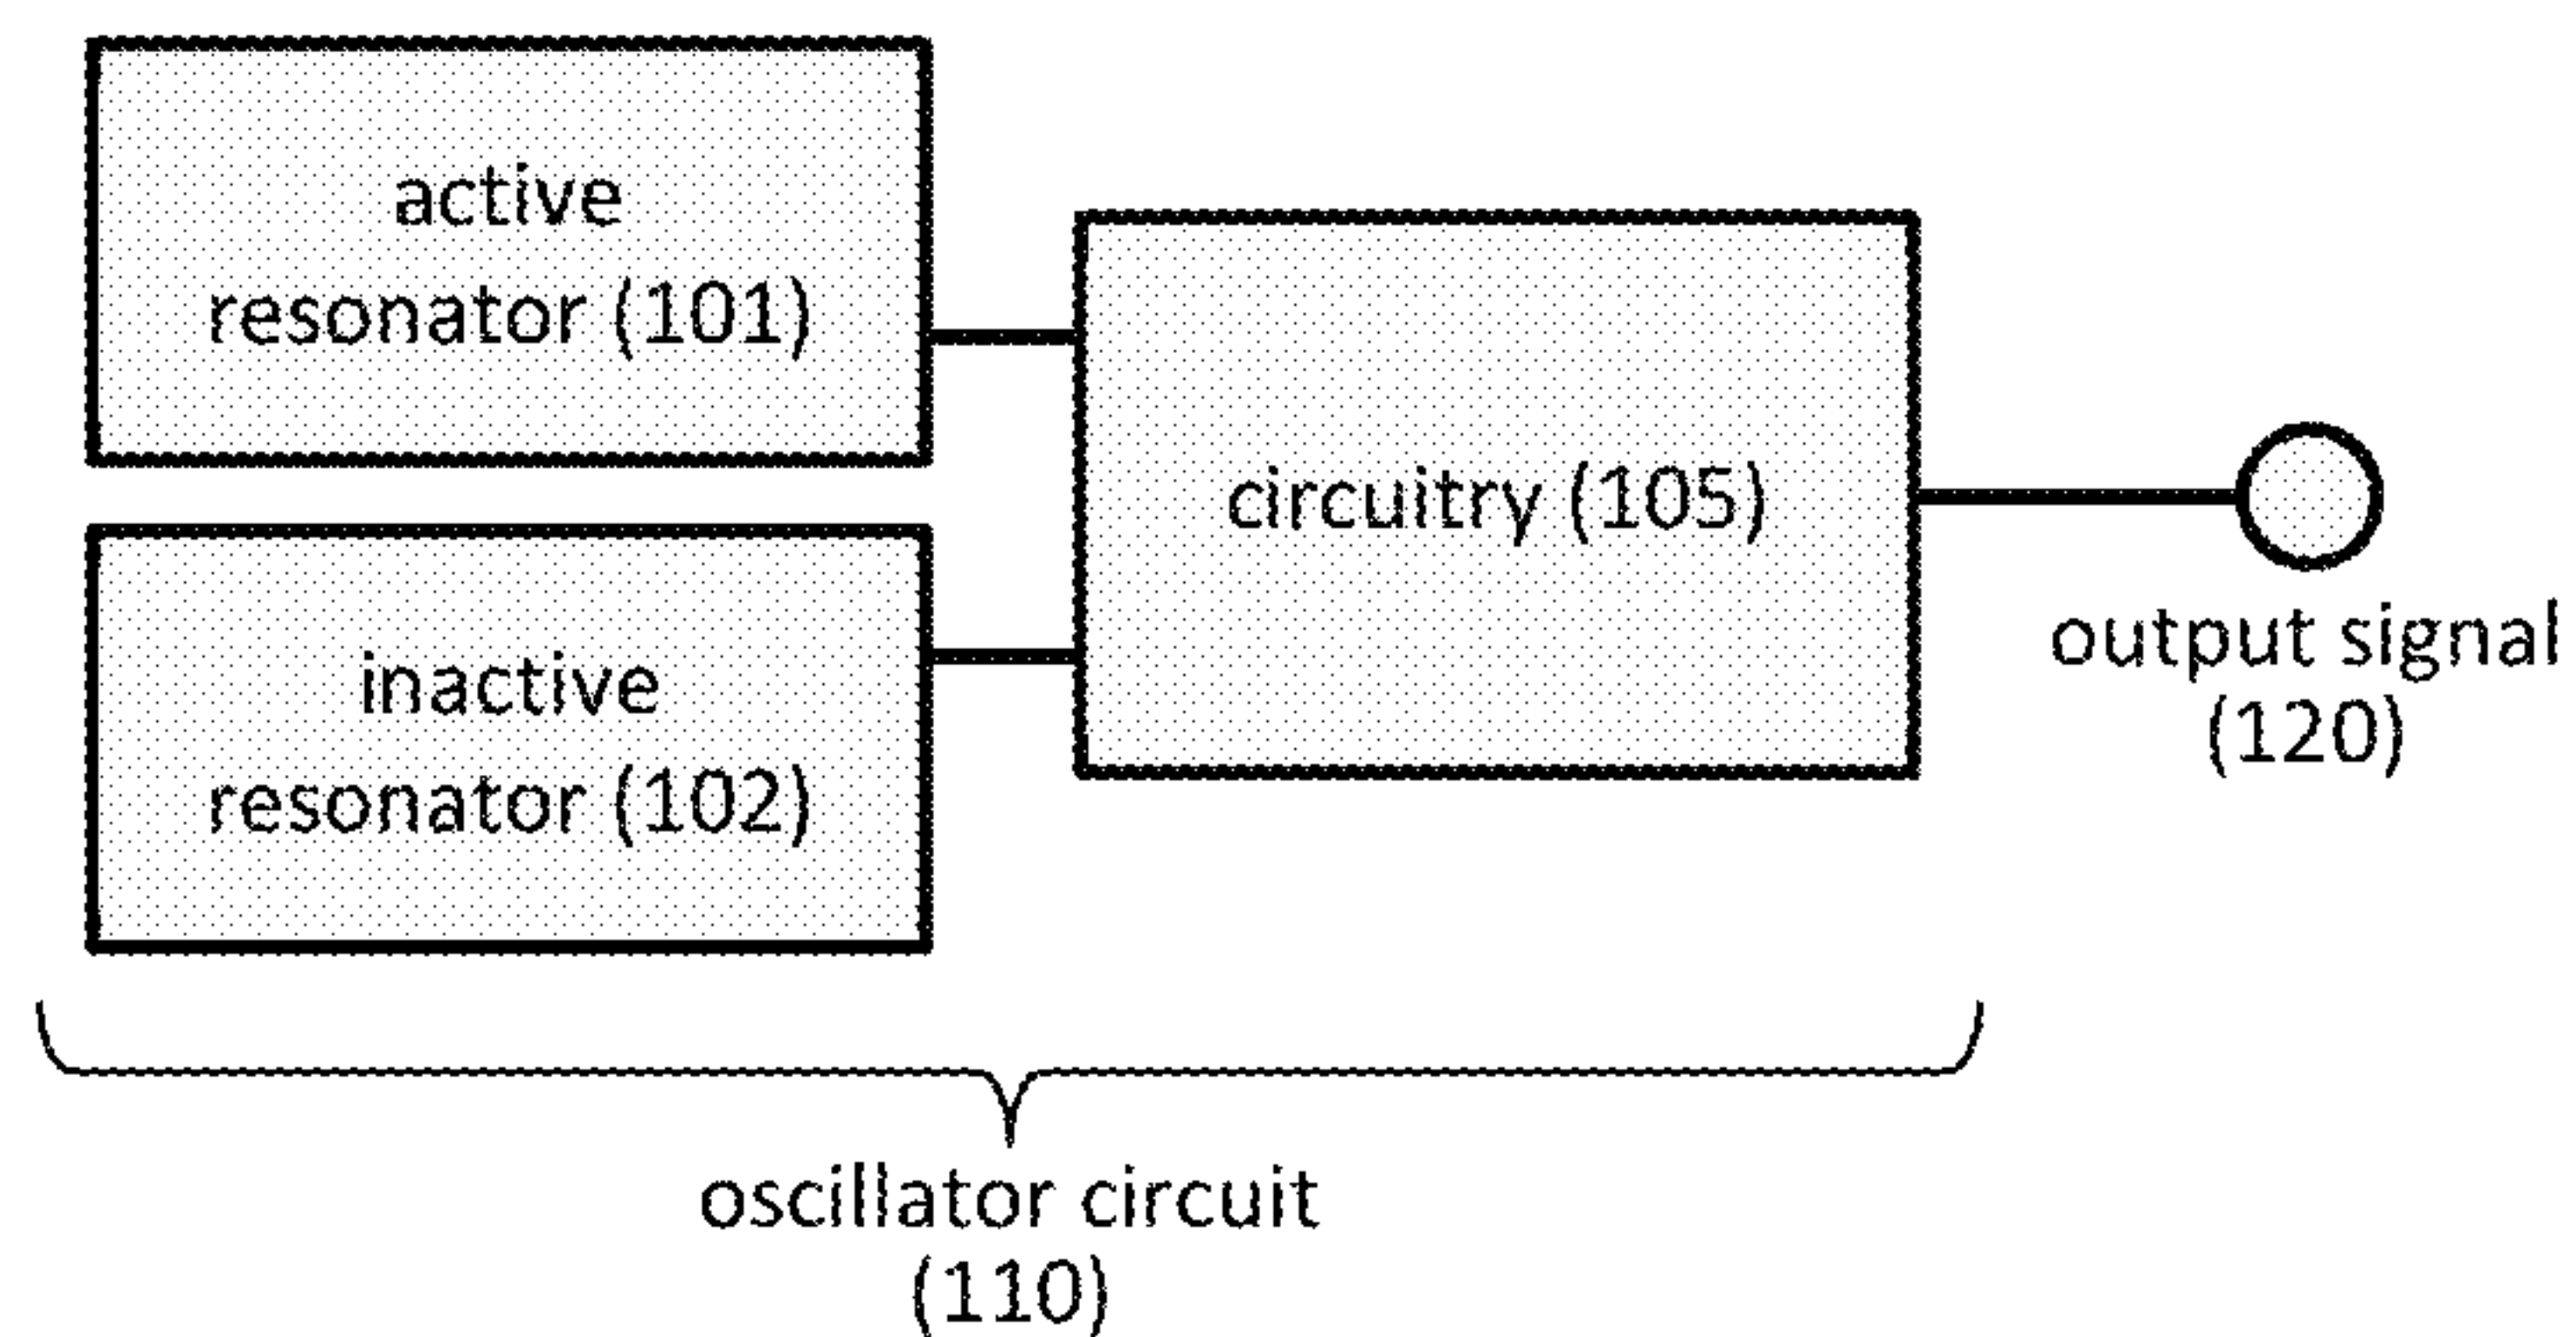 active
resonator (101)
inactive
resonator (102)
circuitry (105)
output signal
(120)
oscillator circuit
(110)